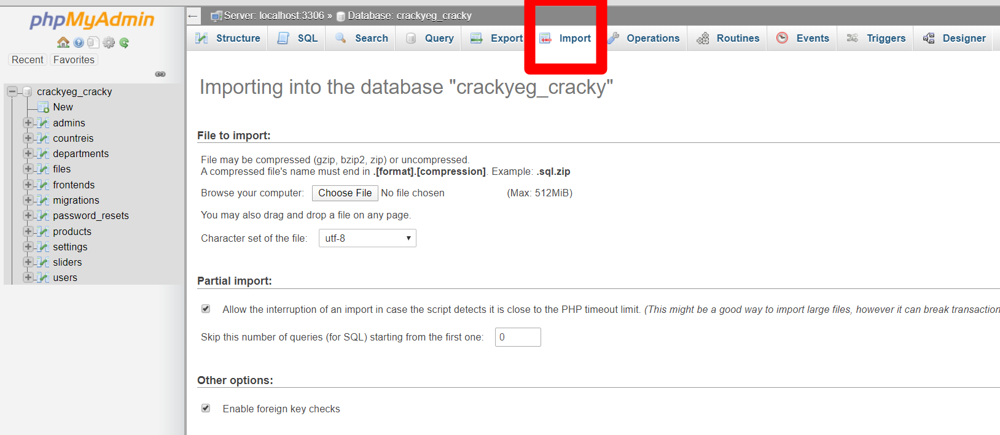 phpMyAdmin
Recent Favorites
crackyeg_cracky
New
admins
countreis
departments
files
frontends
migrations
password_resets
products
settings
sliders
users
Server: localhost:3306 » Database: crackyeg_cracky
Structure SQL Search Query Export Import Operations Routines Events Triggers Designer
Importing into the database "crackyeg_cracky"
File to import:
File may be compressed (gzip, bzip2, zip) or uncompressed.
A compressed file's name must end in .[format].[compression]. Example: .sql.zip
Browse your computer: Choose File No file chosen (Max: 512MiB)
You may also drag and drop a file on any page.
Character set of the file: utf-8
Partial import:
Allow the interruption of an import in case the script detects it is close to the PHP timeout limit. (This might be a good way to import large files, however it can break transaction
Skip this number of queries (for SQL) starting from the first one: 0
Other options:
Enable foreign key checks